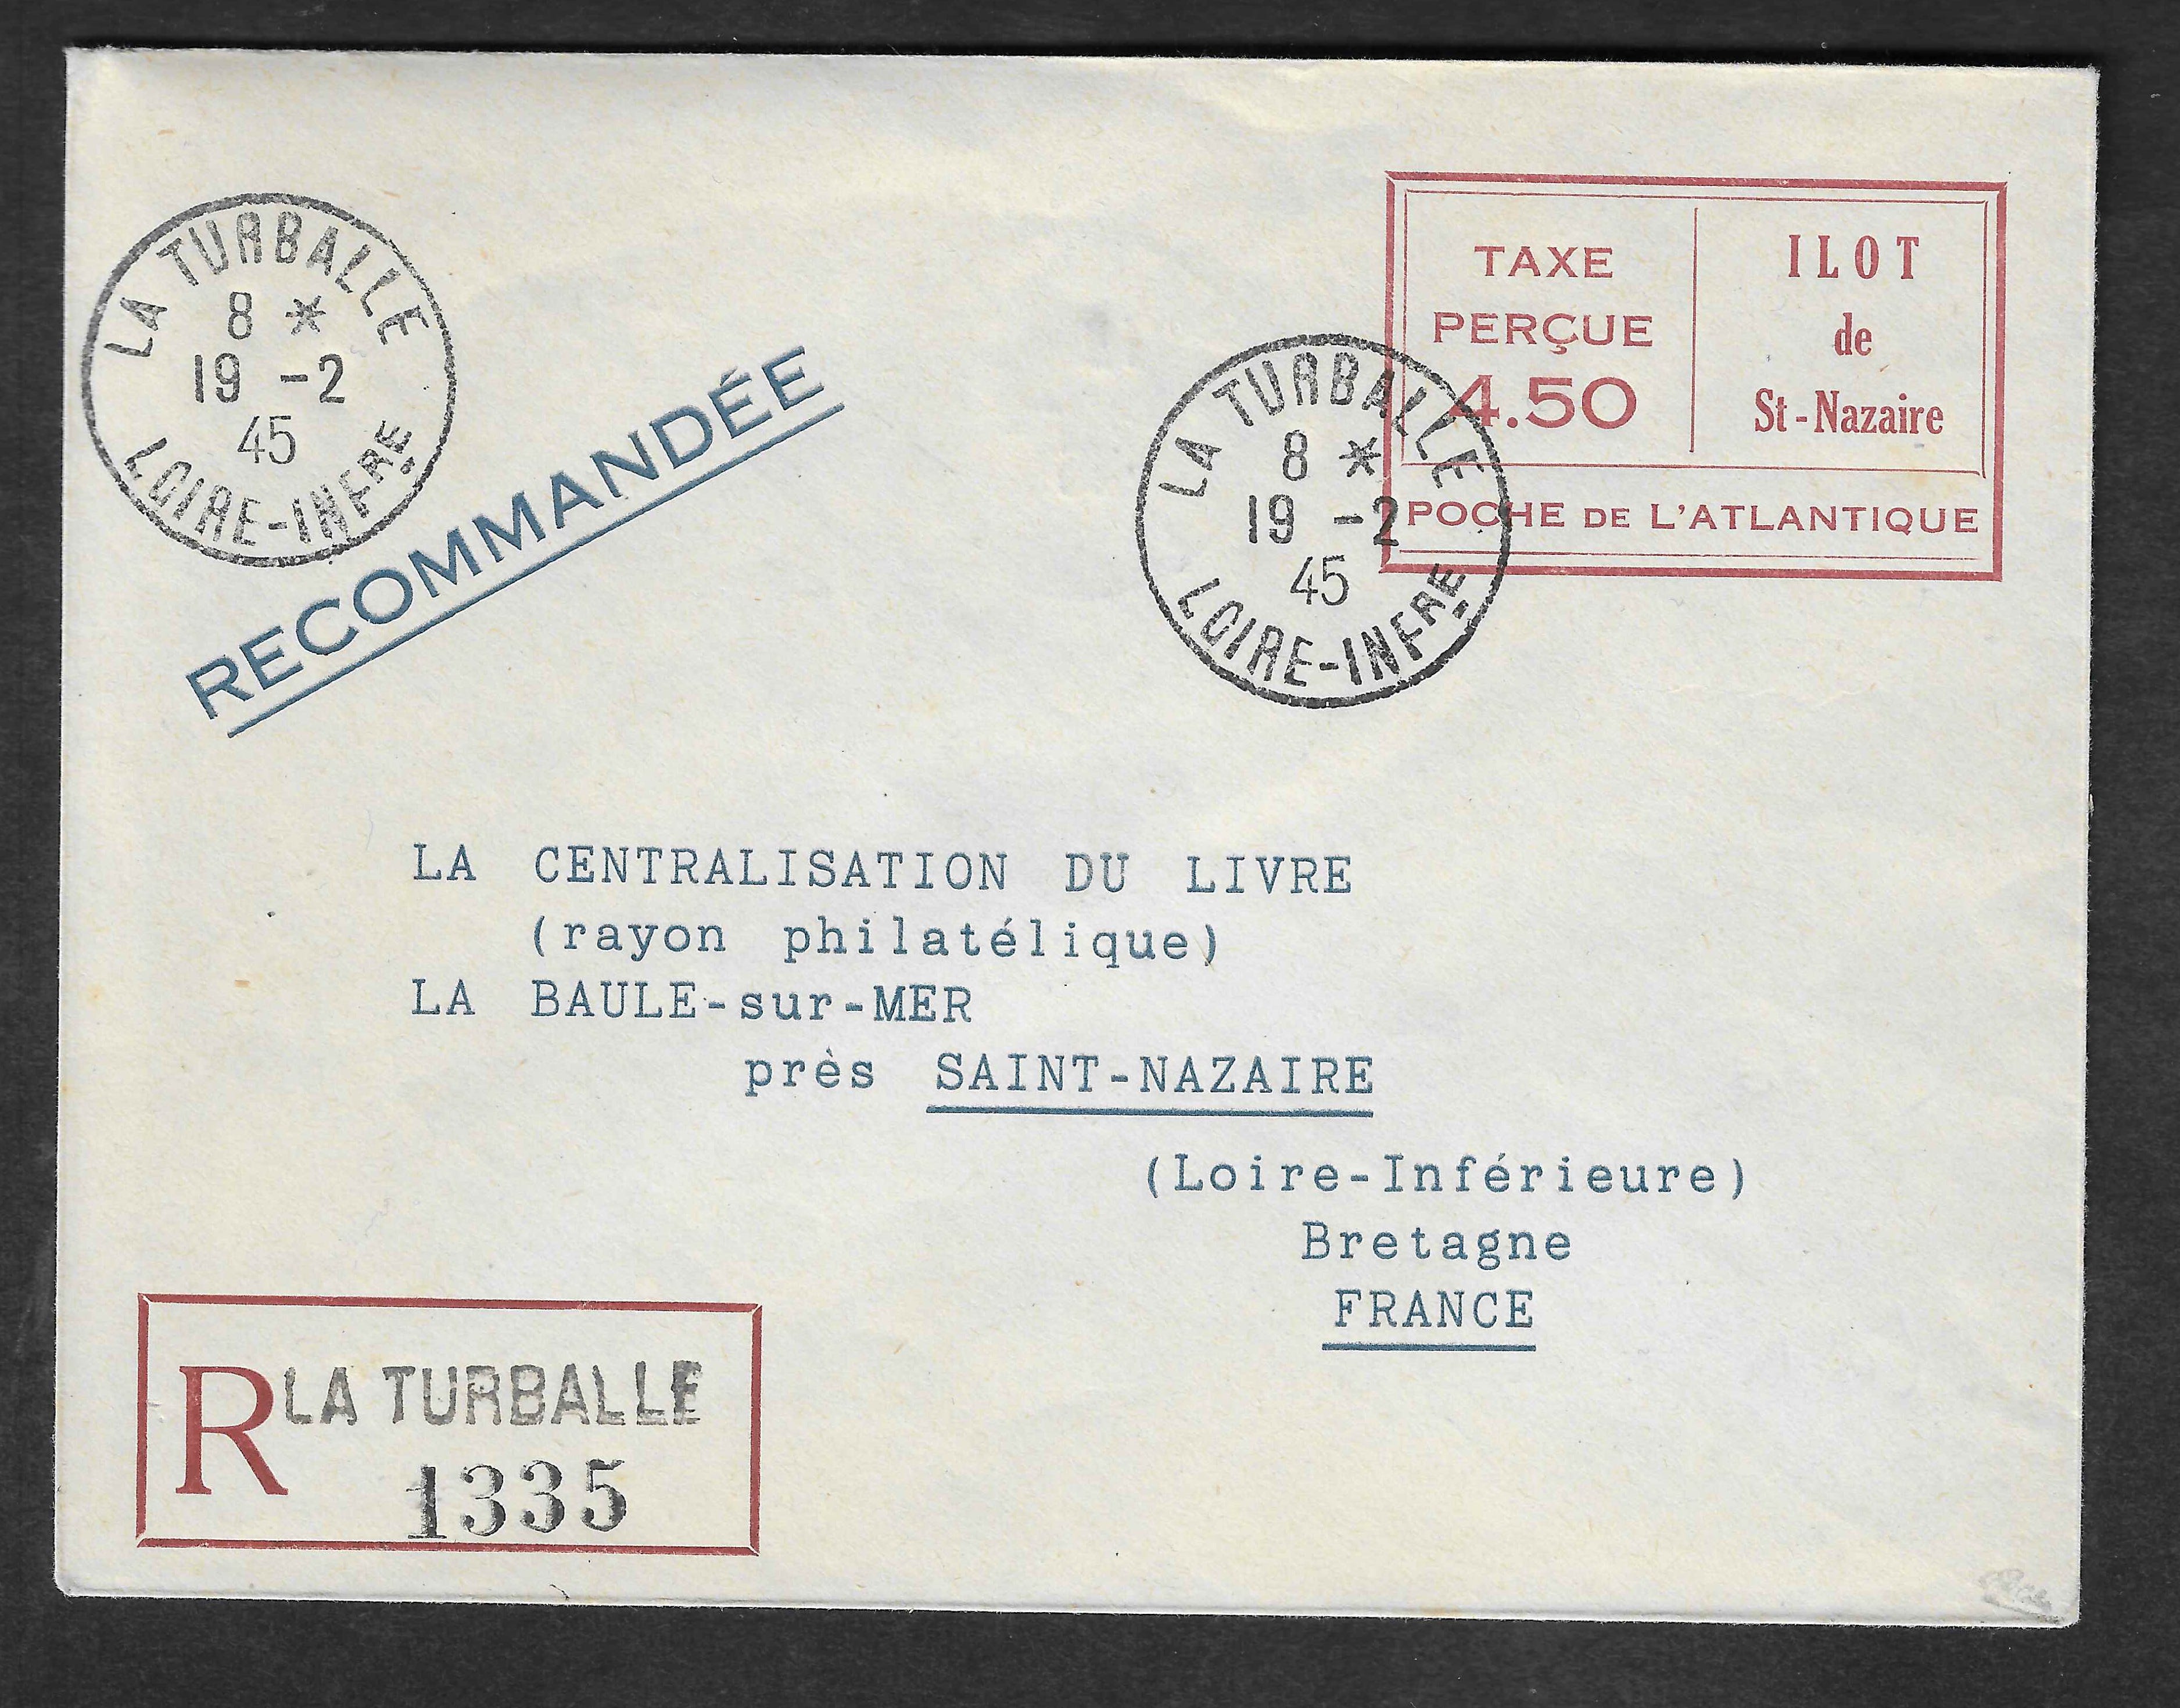 LA TURBALLE
8 *
19 -2
45
LOIRE-INFRE
RECOMMANDÉE
TAXE
PERÇUE
4.50
ILOT
de
St-Nazaire
POCHE DE L'ATLANTIQUE
LA TURBALLE
8 *
19 -2
45
LOIRE-INFRE
LA CENTRALISATION DU LIVRE
(rayon philatélique)
LA BAULE-sur-MER
près SAINT-NAZAIRE
(Loire-Inférieure)
Bretagne
FRANCE
R LA TURBALLE
1335